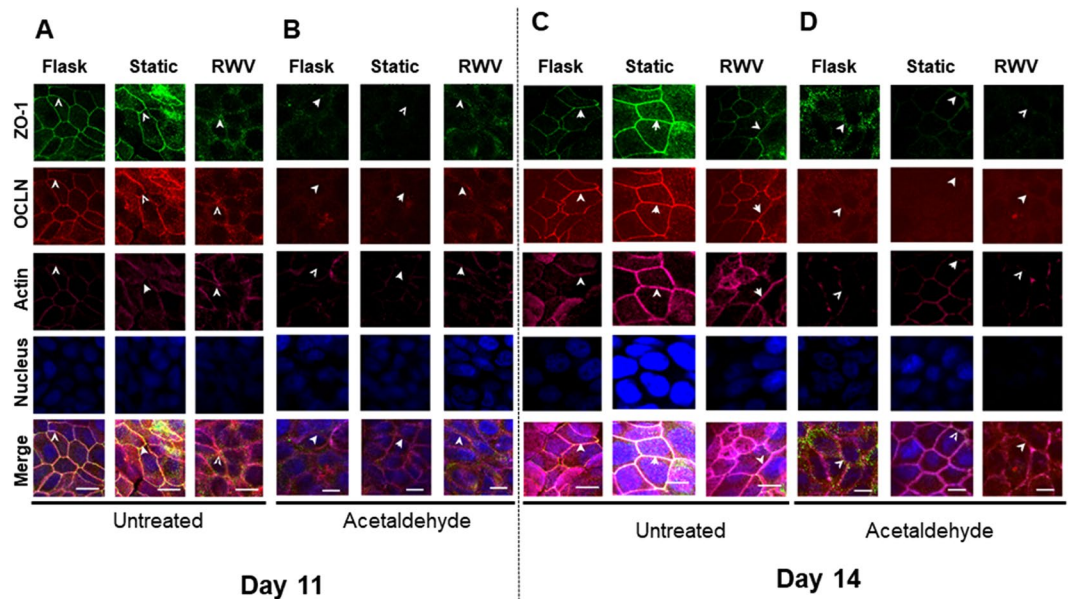 A B C D
Flask Static RWV Flask Static RWV Flask Static RWV Flask Static RWV
ZO-1
OCLN
Actin
Nucleus
Merge
Untreated Acetaldehyde Untreated Acetaldehyde
Day 11 Day 14